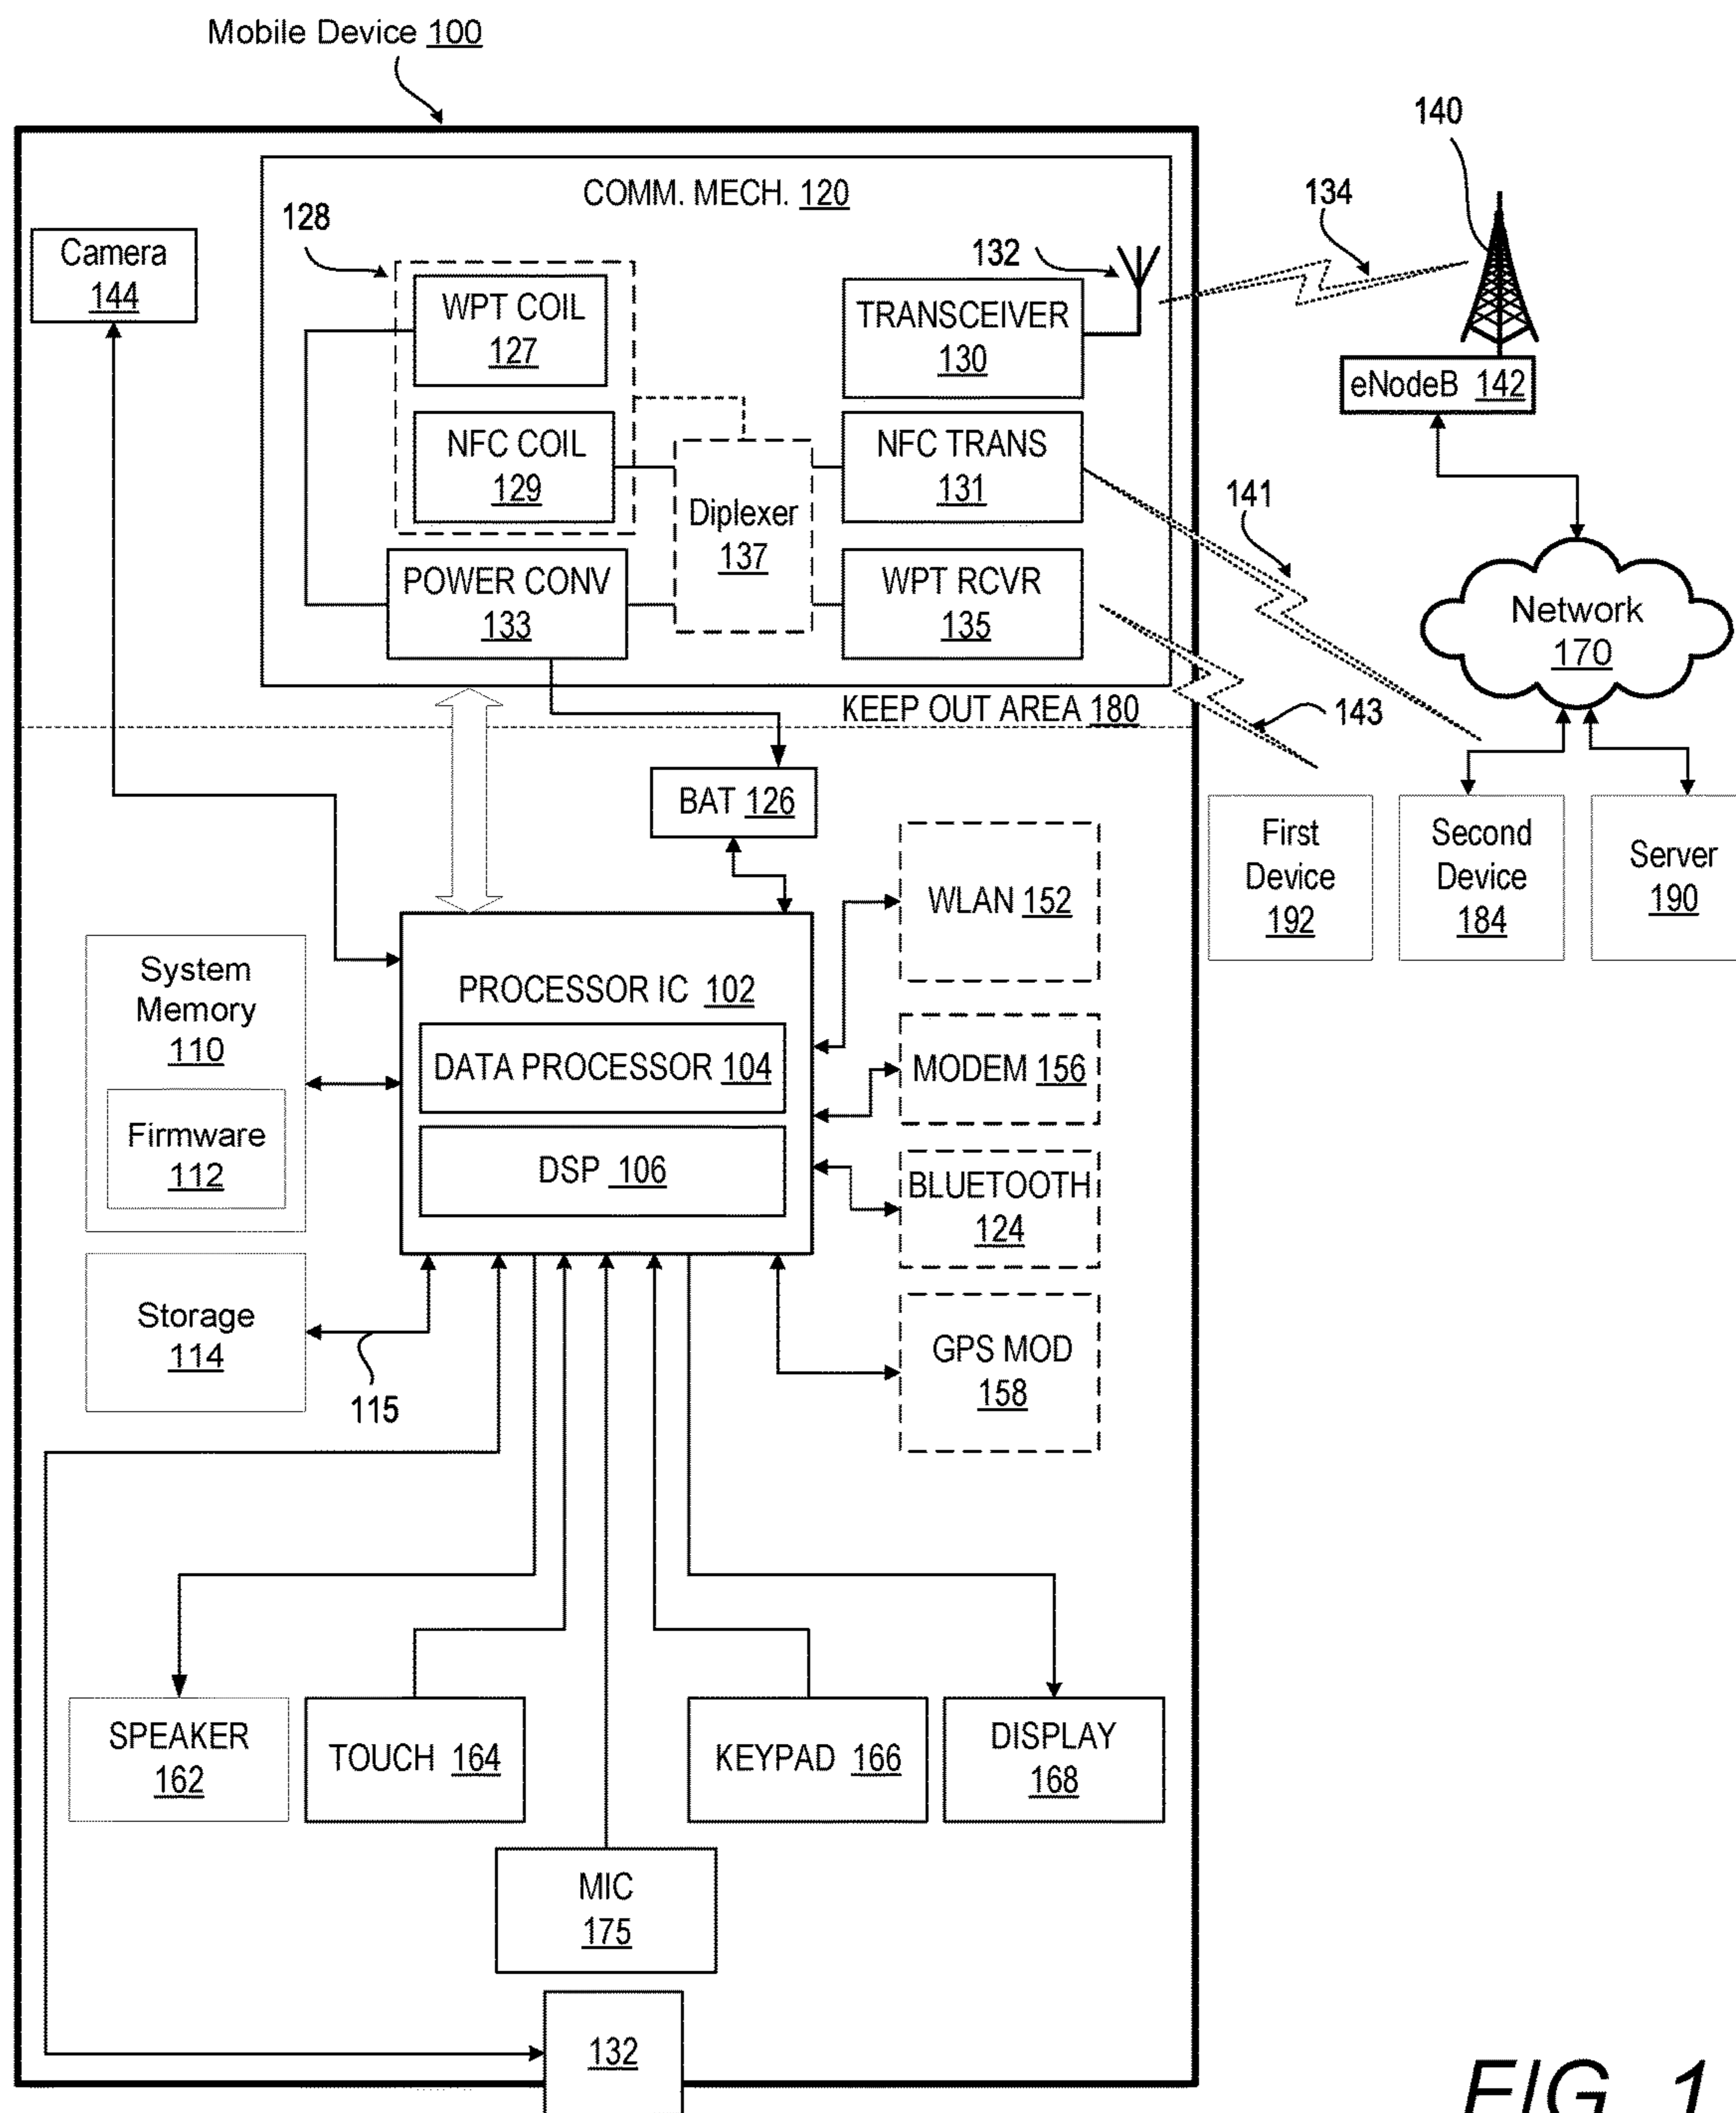 Mobile Device 100
140
COMM. MECH. 120
134
128
132
Camera
144
WPT COIL
127
TRANSCEIVER
130
eNodeB 142
NFC COIL
129
NFC TRANS
131
141
Diplexer
137
POWER CONV
133
WPT RCVR
135
Network
170
KEEP OUT AREA 180
143
BAT 126
First
Device
192
Second
Device
184
Server
190
WLAN 152
System
Memory
110
PROCESSOR IC 102
DATA PROCESSOR 104
MODEM 156
Firmware
112
DSP 106
BLUETOOTH
124
Storage
114
GPS MOD
158
115
SPEAKER
162
TOUCH 164
KEYPAD 166
DISPLAY
168
MIC
175
132
FIG. 1